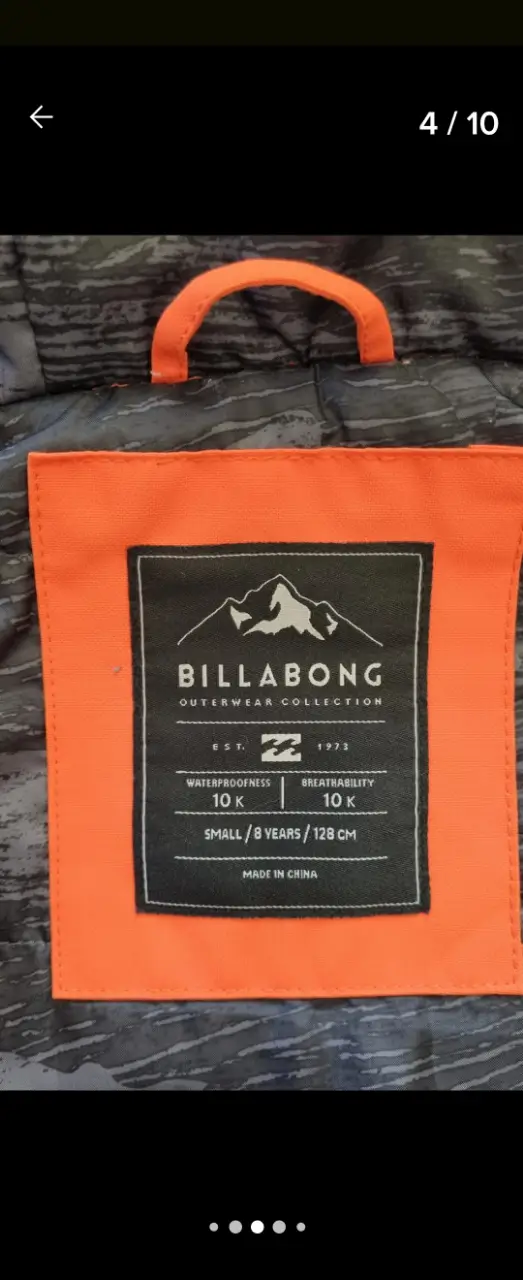 4 / 10
BILLABONG
OUTERWEAR COLLECTION
EST. 1973
WATERPROOFNESS BREATHABILITY
10 K 10 K
SMALL / 8 YEARS / 128 CM
MADE IN CHINA